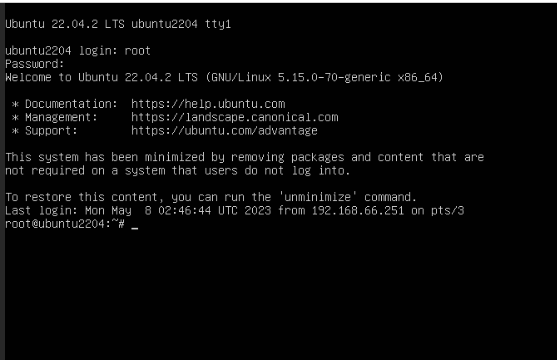 Ubuntu 22.04.2 LTS ubuntu2204 tty1
ubuntu2204 login: root
Password:
Welcome to Ubuntu 22.04.2 LTS (GNU/Linux 5.15.0-70-generic x86_64)
* Documentation:  https://help.ubuntu.com
* Management:     https://landscape.canonical.com
* Support:        https://ubuntu.com/advantage
This system has been minimized by removing packages and content that are
not required on a system that users do not log into.
To restore this content, you can run the 'unminimize' command.
Last login: Mon May  8 02:46:44 UTC 2023 from 192.168.66.251 on pts/3
root@ubuntu2204:~# _